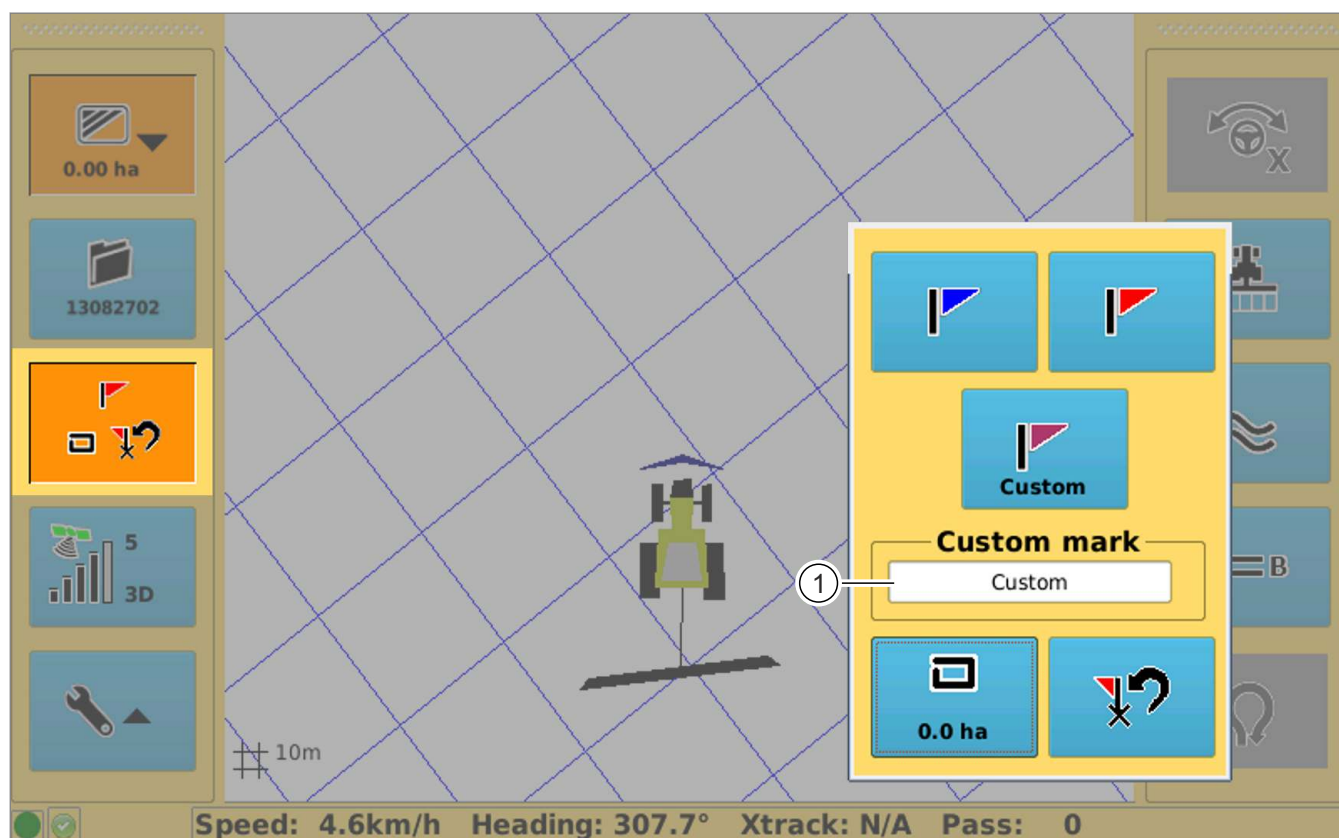 0.00 ha
13082702
5
3D
10m
Custom
Custom mark
Custom
1
0.0 ha
X
B
Speed: 4.6km/h Heading: 307.7° Xtrack: N/A Pass: 0